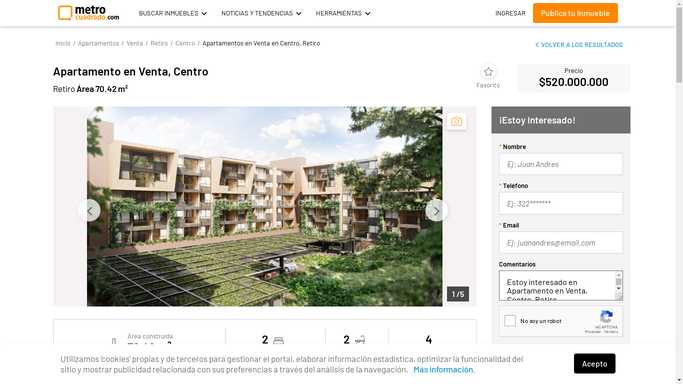 metro
cuadrado.com
BUSCAR INMUEBLES
NOTICIAS Y TENDENCIAS
HERRAMIENTAS
INGRESAR
Publica tu Inmueble
Inicio / Apartamentos / Venta / Retiro / Centro / Apartamentos en Venta en Centro, Retiro
VOLVER A LOS RESULTADOS
Apartamento en Venta, Centro
Retiro Área 70.42 m²
Favorito
Precio
$520.000.000
1 /5
¡Estoy Interesado!
* Nombre
Ej: Juan Andres
* Teléfono
Ej: 322*******
* Email
Ej: juanandres@email.com
Comentarios
Estoy interesado en
Apartamento en Venta,
Centro, Retiro
No soy un robot
reCAPTCHA
Privacidad - Términos
Área construida
2
2
4
Utilizamos 'cookies' propias y de terceros para gestionar el portal, elaborar información estadística, optimizar la funcionalidad del
sitio y mostrar publicidad relacionada con sus preferencias a través del análisis de la navegación. Más información.
Acepto